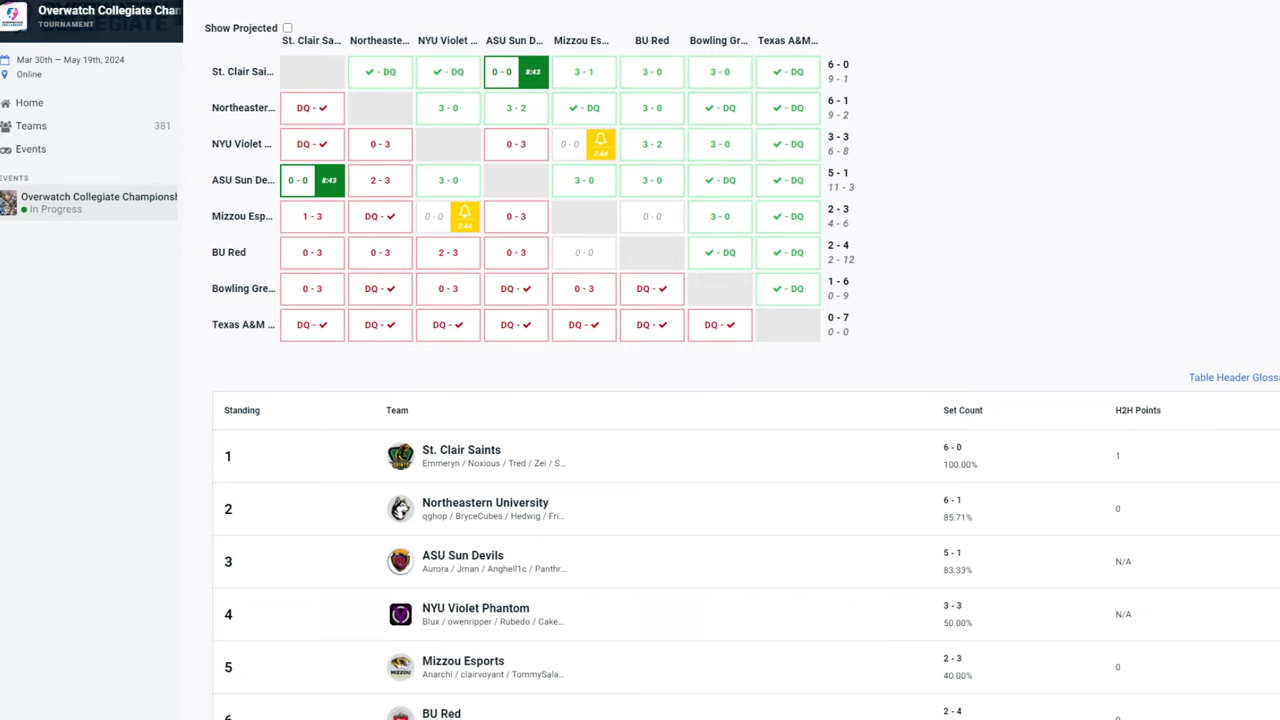 Overwatch Collegiate Cham
TOURNAMENT
Mar 30th — May 19th, 2024
Online
Home
Teams 381
Events
EVENTS
Overwatch Collegiate Championsh
In Progress
Show Projected
St. Clair Sa... Northeaste... NYU Violet ... ASU Sun D... Mizzou Es... BU Red Bowling Gr... Texas A&M...
St. Clair Sai... ✔ - DQ ✔ - DQ 0 - 0 8:43 3 - 1 3 - 0 3 - 0 ✔ - DQ 6 - 0
9 - 1
Northeaster... DQ - ✔ 3 - 0 3 - 2 ✔ - DQ 3 - 0 ✔ - DQ ✔ - DQ 6 - 1
9 - 2
NYU Violet ... DQ - ✔ 0 - 3 0 - 3 0 - 0 2:44 3 - 2 3 - 0 ✔ - DQ 3 - 3
6 - 8
ASU Sun De... 0 - 0 8:43 2 - 3 3 - 0 3 - 0 3 - 0 ✔ - DQ ✔ - DQ 5 - 1
11 - 3
Mizzou Esp... 1 - 3 DQ - ✔ 0 - 0 2:44 0 - 3 0 - 0 3 - 0 ✔ - DQ 2 - 3
4 - 6
BU Red 0 - 3 0 - 3 2 - 3 0 - 3 0 - 0 ✔ - DQ ✔ - DQ 2 - 4
2 - 12
Bowling Gre... 0 - 3 DQ - ✔ 0 - 3 DQ - ✔ 0 - 3 DQ - ✔ ✔ - DQ 1 - 6
0 - 9
Texas A&M ... DQ - ✔ DQ - ✔ DQ - ✔ DQ - ✔ DQ - ✔ DQ - ✔ DQ - ✔ 0 - 7
0 - 0
Table Header Glossa
Standing Team Set Count H2H Points
1 St. Clair Saints 6 - 0 1
Emmeryn / Noxious / Tred / Zei / S... 100.00%
2 Northeastern University 6 - 1 0
qghop / BryceCubes / Hedwig / Fri... 85.71%
3 ASU Sun Devils 5 - 1 N/A
Aurora / Jman / Anghell1c / Panthr... 83.33%
4 NYU Violet Phantom 3 - 3 N/A
Blux / owenripper / Rubedo / Cake... 50.00%
5 Mizzou Esports 2 - 3 0
Anarchi / clairvoyant / TommySala... 40.00%
BU Red 2 - 4